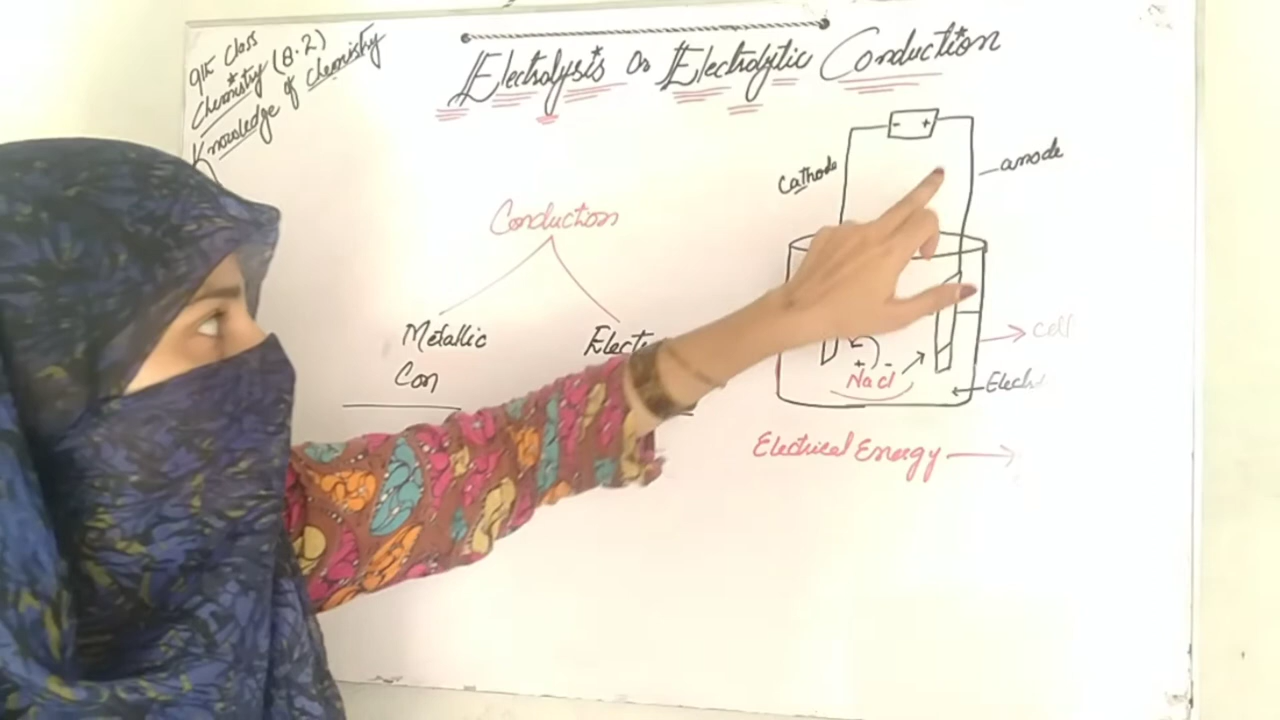 9th Class
Chemistry (8.2)
Knowledge of Chemistry
Electrolysis or Electrolytic Conduction
- +
Cathode
anode
Conduction
Metallic
Con
Cell
+ -
NaCl
Electrical Energy